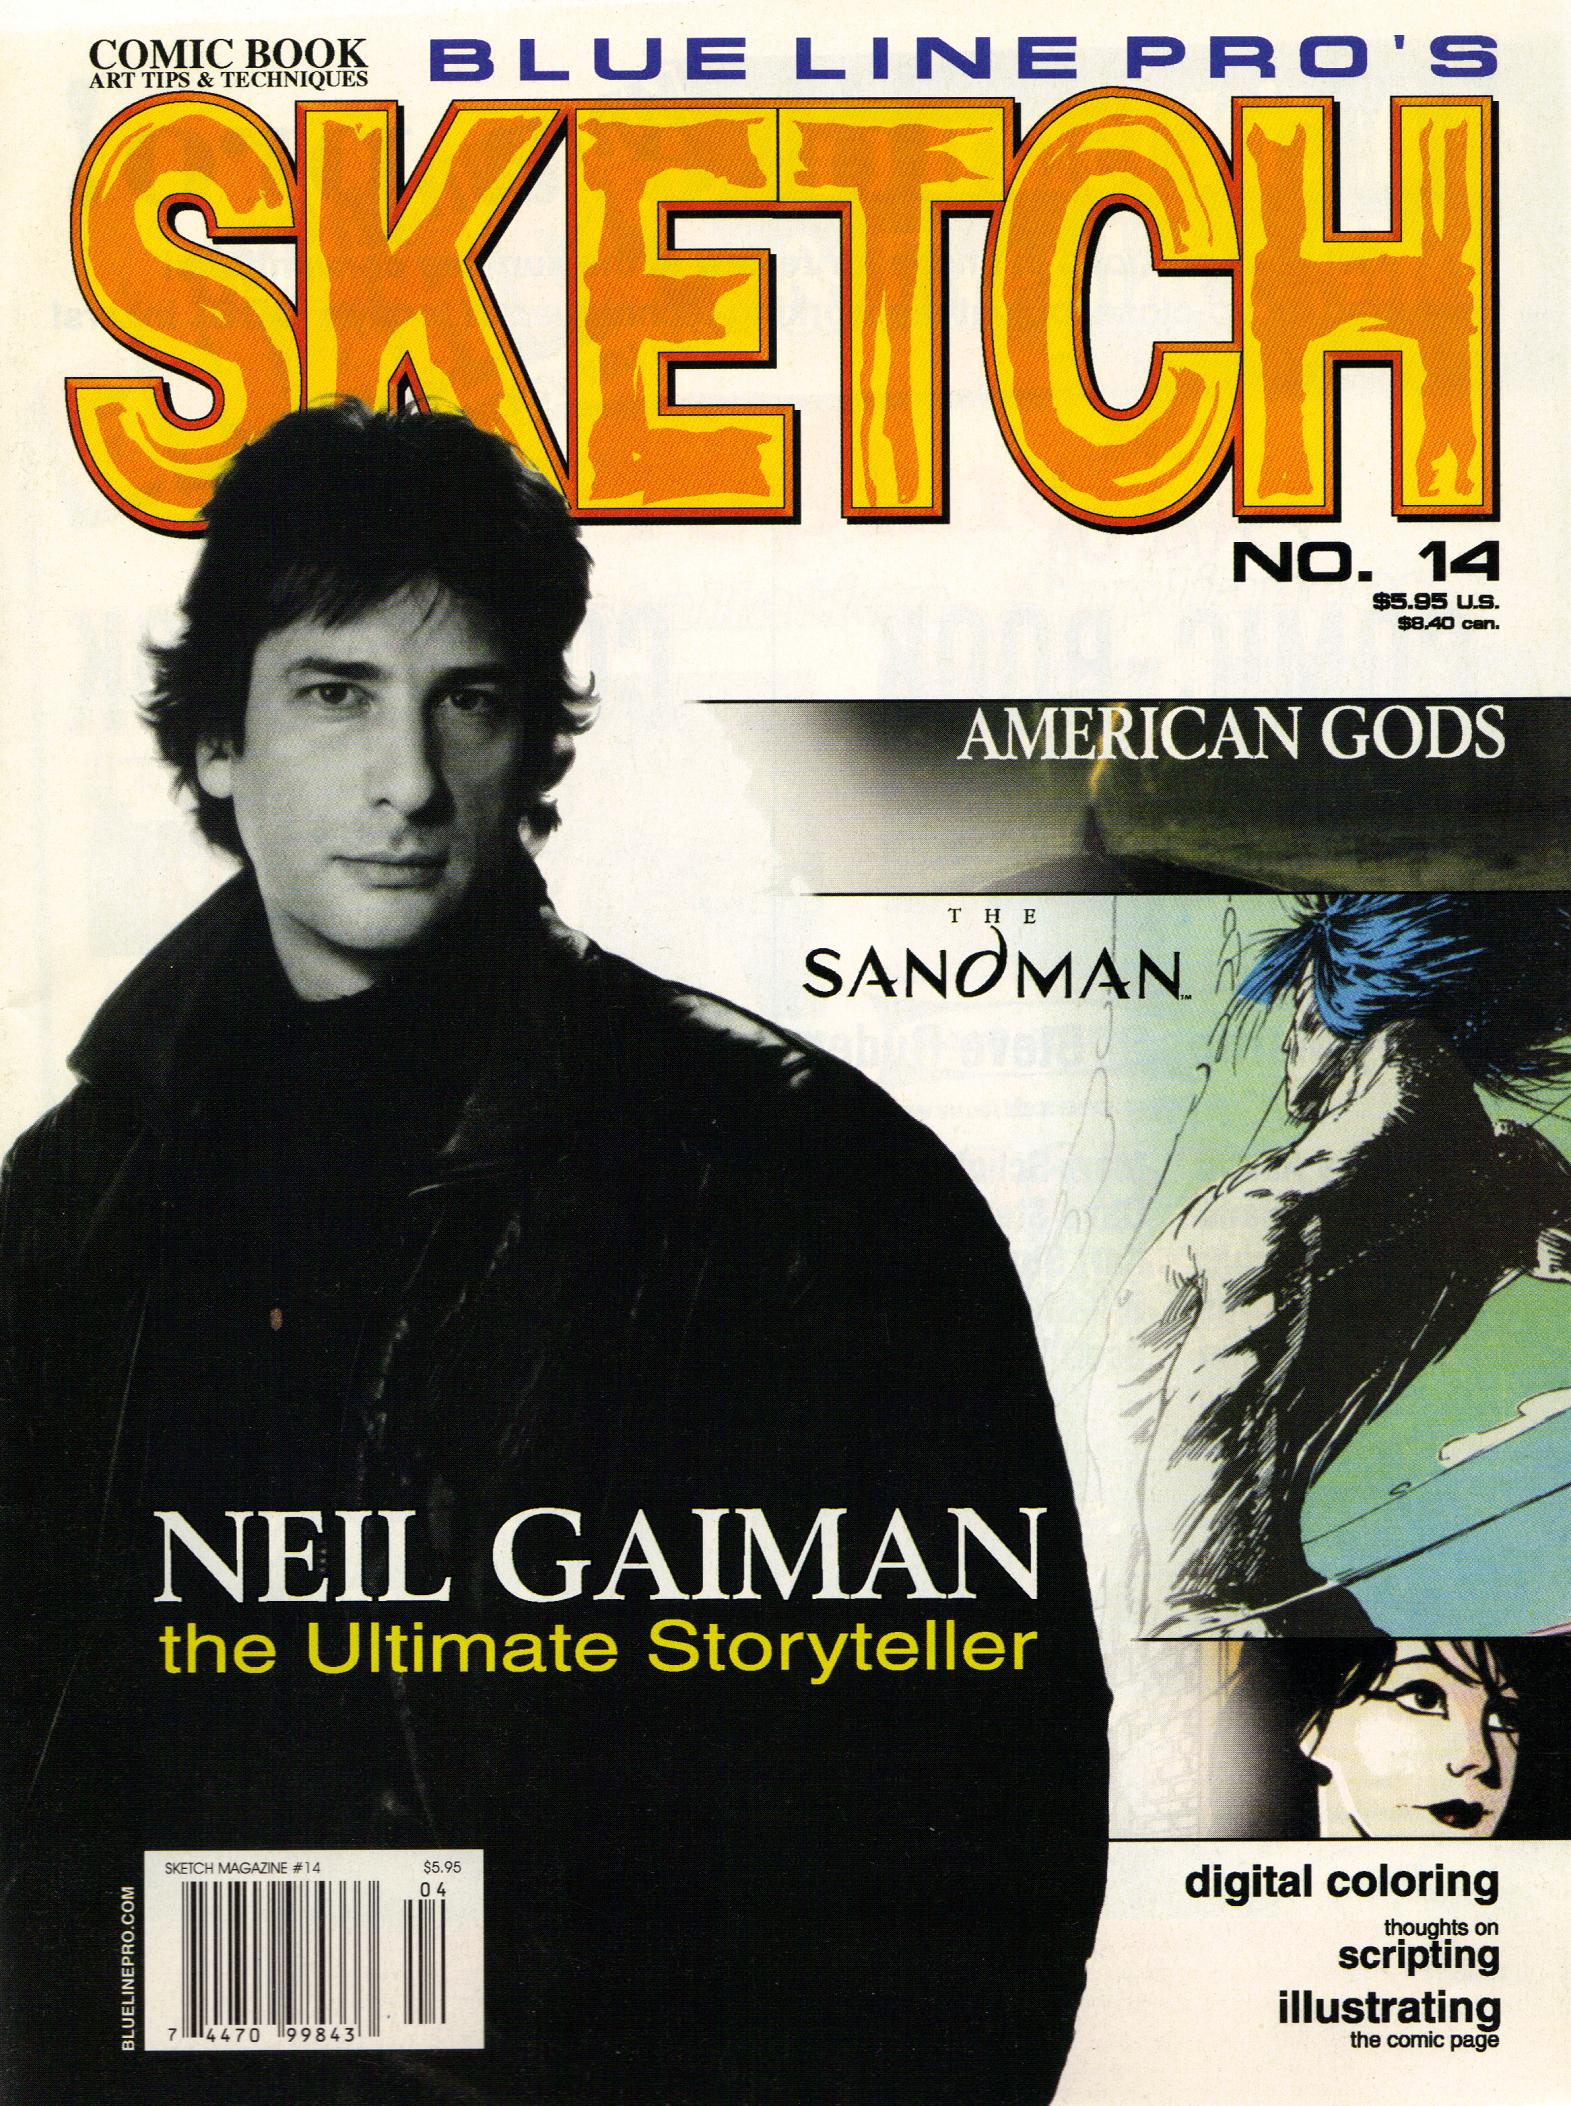 COMIC BOOK
ART TIPS & TECHNIQUES
BLUE LINE PRO'S
SKETCH
NO. 14
$5.95 U.S.
$8.40 can.
AMERICAN GODS
THE
SANDMAN™
NEIL GAIMAN
the Ultimate Storyteller
digital coloring
thoughts on
scripting
illustrating
the comic page
BLUELINEPRO.COM
SKETCH MAGAZINE #14 $5.95
04
7 4470 99843